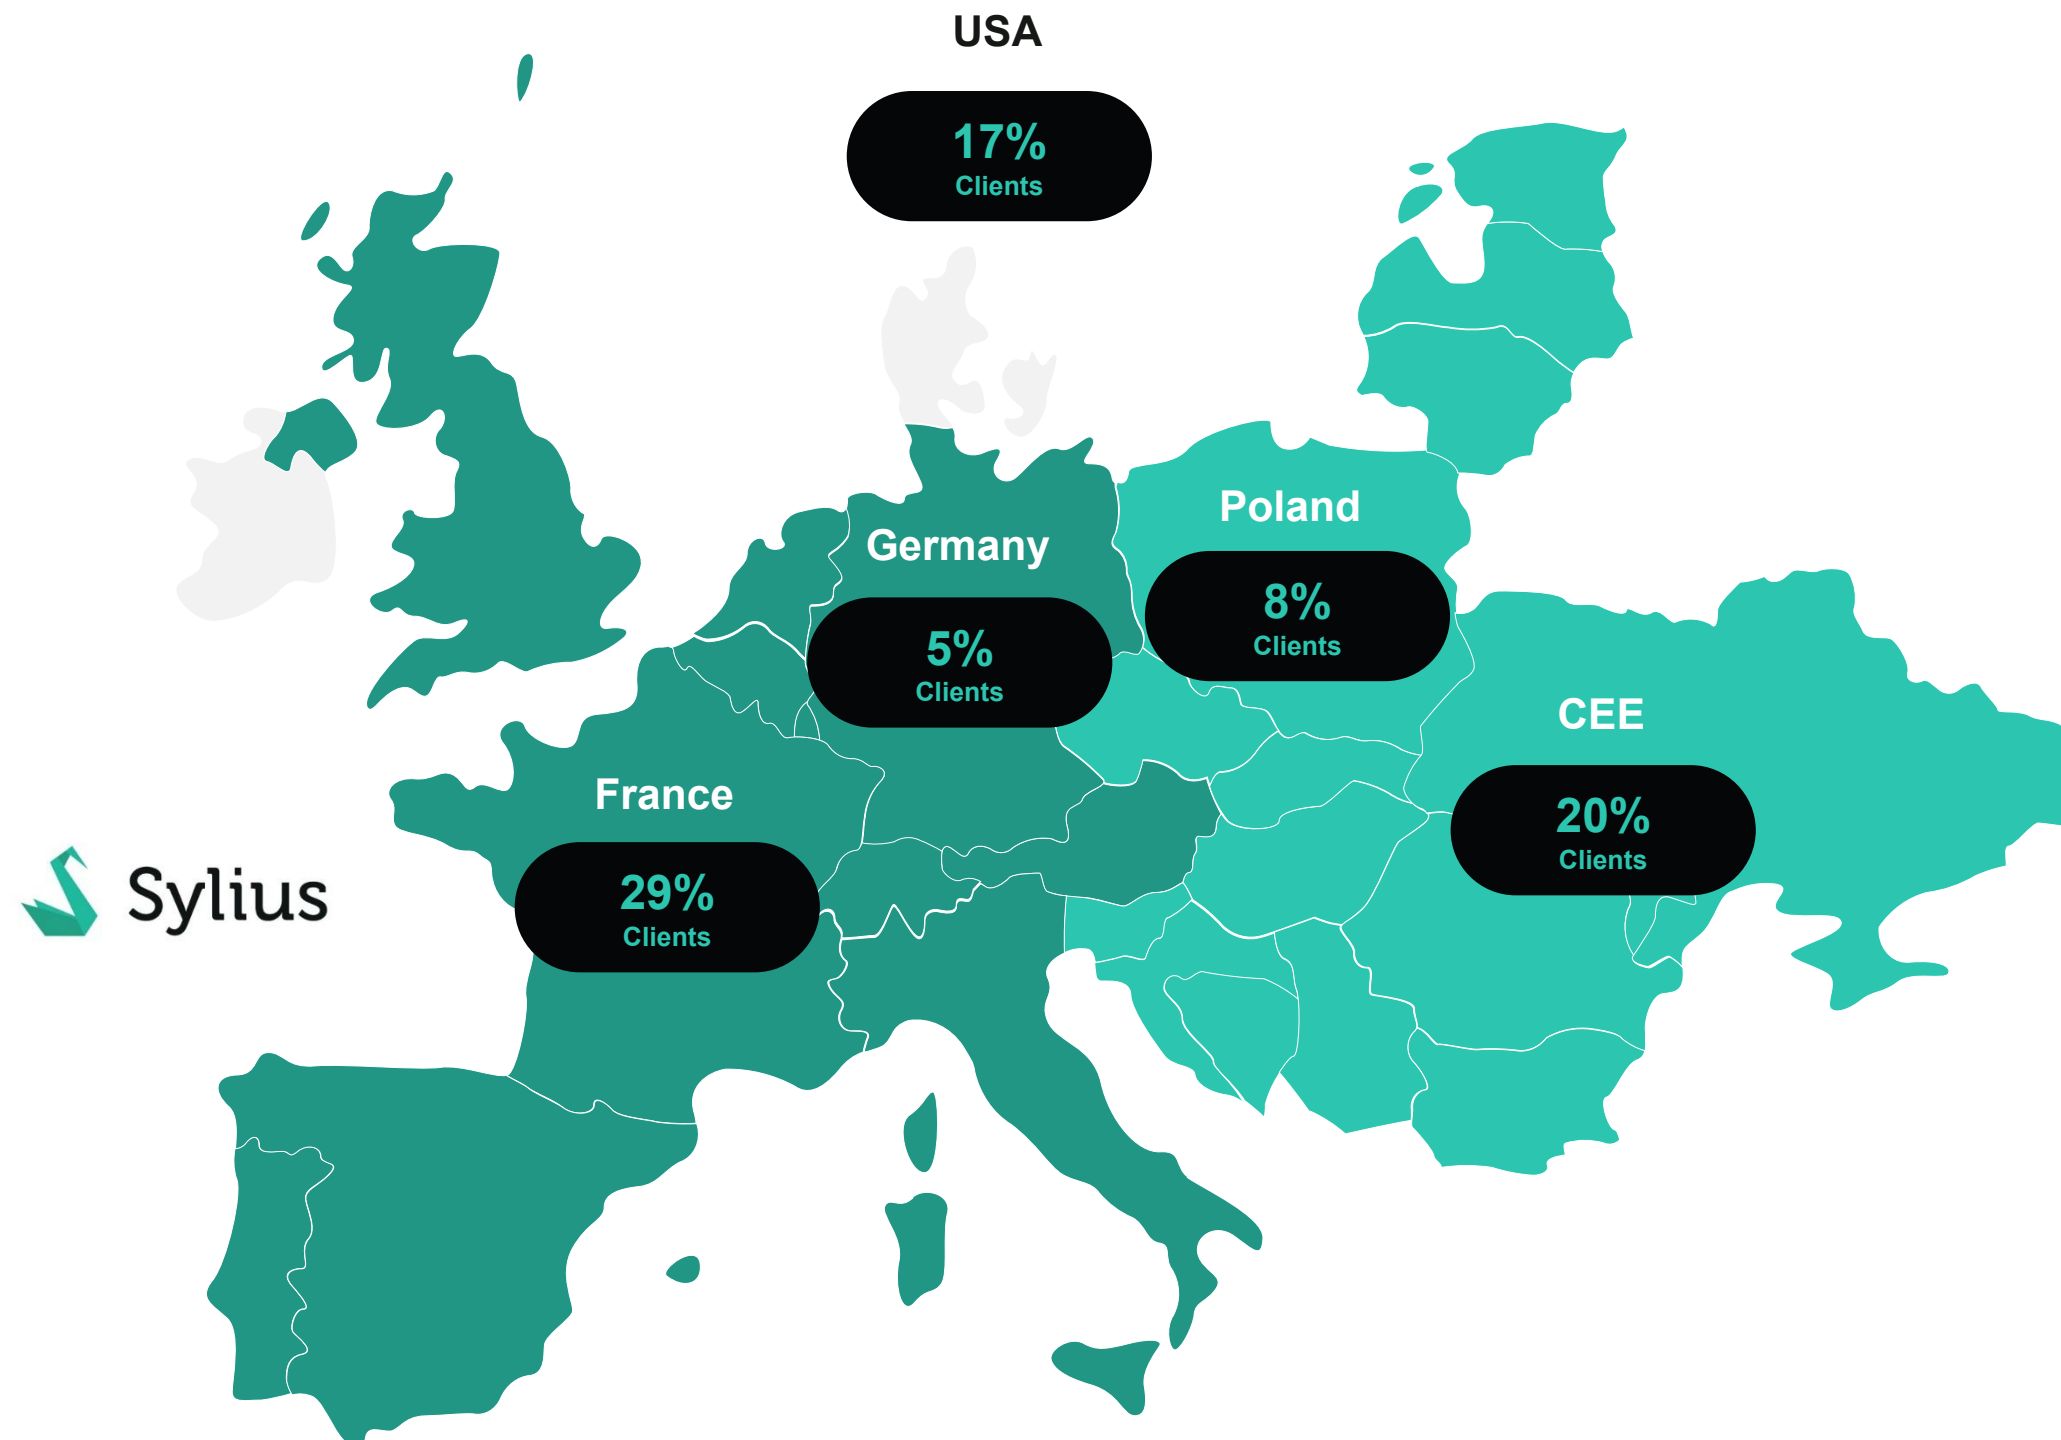 USA
17%
Clients
Poland
8%
Clients
Germany
5%
Clients
CEE
20%
Clients
France
29%
Clients
Sylius